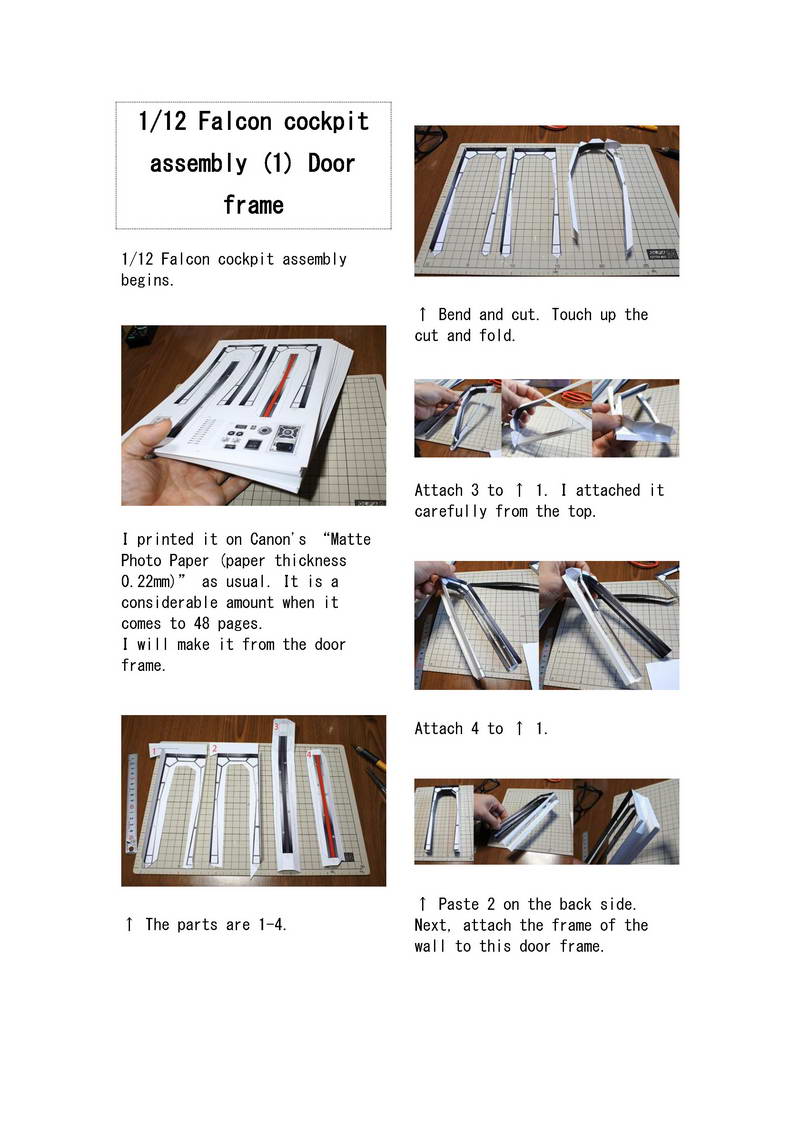 1/12 Falcon cockpit
assembly (1) Door
frame
1/12 Falcon cockpit assembly
begins.
I printed it on Canon's “Matte
Photo Paper (paper thickness
0.22mm)” as usual. It is a
considerable amount when it
comes to 48 pages.
I will make it from the door
frame.
1
2
3
4
↑ The parts are 1-4.
↑ Bend and cut. Touch up the
cut and fold.
Attach 3 to ↑ 1. I attached it
carefully from the top.
Attach 4 to ↑ 1.
↑ Paste 2 on the back side.
Next, attach the frame of the
wall to this door frame.